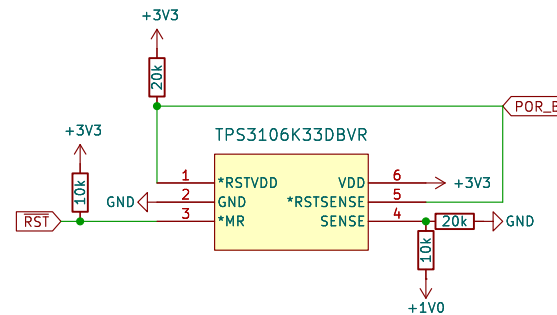 +3V3
20k
POR_B
+3V3
TPS3106K33DBVR
10k
1 *RSTVDD VDD 6 +3V3
GND 2 GND *RSTSENSE 5
RST 3 *MR SENSE 4 20k GND
10k
+1V0